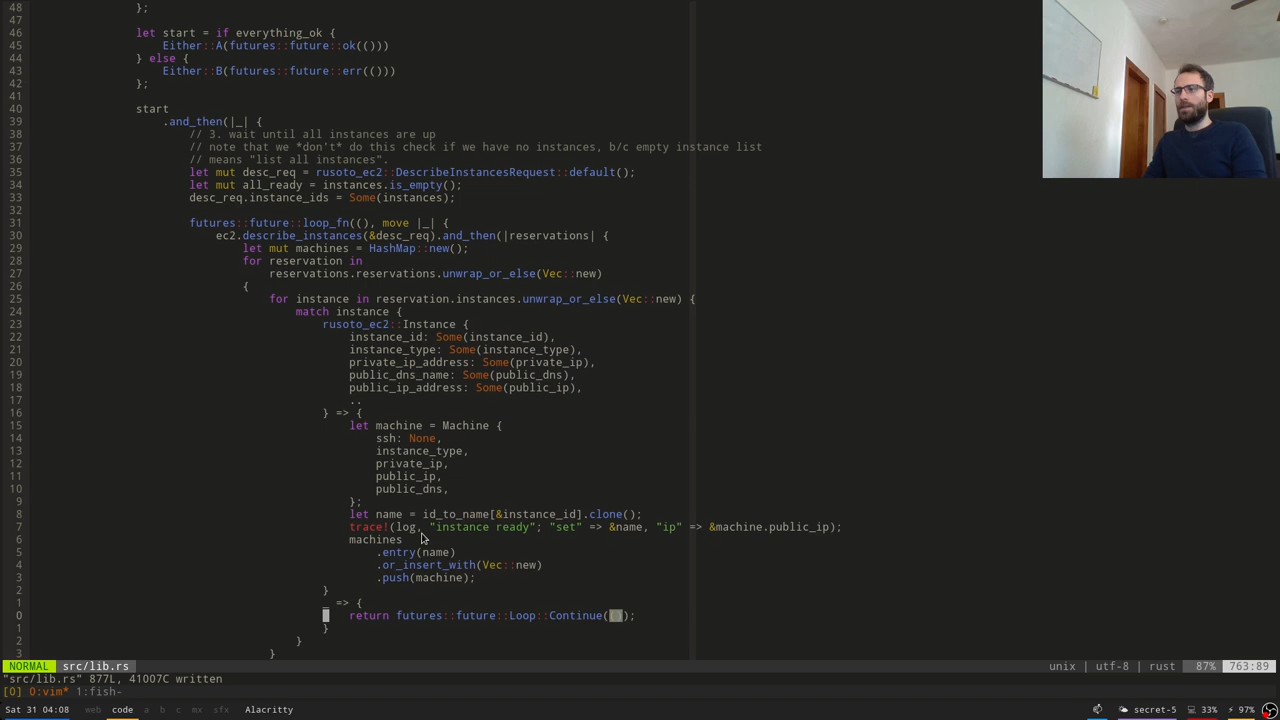 48 };
47
46 let start = if everything_ok {
45 Either::A(futures::future::ok(()))
44 } else {
43 Either::B(futures::future::err(()))
42 };
41
40 start
39 .and_then(|_| {
38 // 3. wait until all instances are up
37 // note that we *don't* do this check if we have no instances, b/c empty instance list
36 // means "list all instances".
35 let mut desc_req = rusoto_ec2::DescribeInstancesRequest::default();
34 let mut all_ready = instances.is_empty();
33 desc_req.instance_ids = Some(instances);
32
31 futures::future::loop_fn((), move |_| {
30 ec2.describe_instances(&desc_req).and_then(|reservations| {
29 let mut machines = HashMap::new();
28 for reservation in
27 reservations.reservations.unwrap_or_else(Vec::new)
26 {
25 for instance in reservation.instances.unwrap_or_else(Vec::new) {
24 match instance {
23 rusoto_ec2::Instance {
22 instance_id: Some(instance_id),
21 instance_type: Some(instance_type),
20 private_ip_address: Some(private_ip),
19 public_dns_name: Some(public_dns),
18 public_ip_address: Some(public_ip),
17 ..
16 } => {
15 let machine = Machine {
14 ssh: None,
13 instance_type,
12 private_ip,
11 public_ip,
10 public_dns,
9 };
8 let name = id_to_name[&instance_id].clone();
7 trace!(log, "instance ready"; "set" => &name, "ip" => &machine.public_ip);
6 machines
5 .entry(name)
4 .or_insert_with(Vec::new)
3 .push(machine);
2 }
1 _ => {
0 return futures::future::Loop::Continue(());
1 }
2 }
3 }
NORMAL src/lib.rs unix | utf-8 | rust 87% 763:89
"src/lib.rs" 877L, 41007C written
[0] 0:vim* 1:fish-
Sat 31 04:08 web code a b c mx sfx Alacritty secret-5 33% 97%